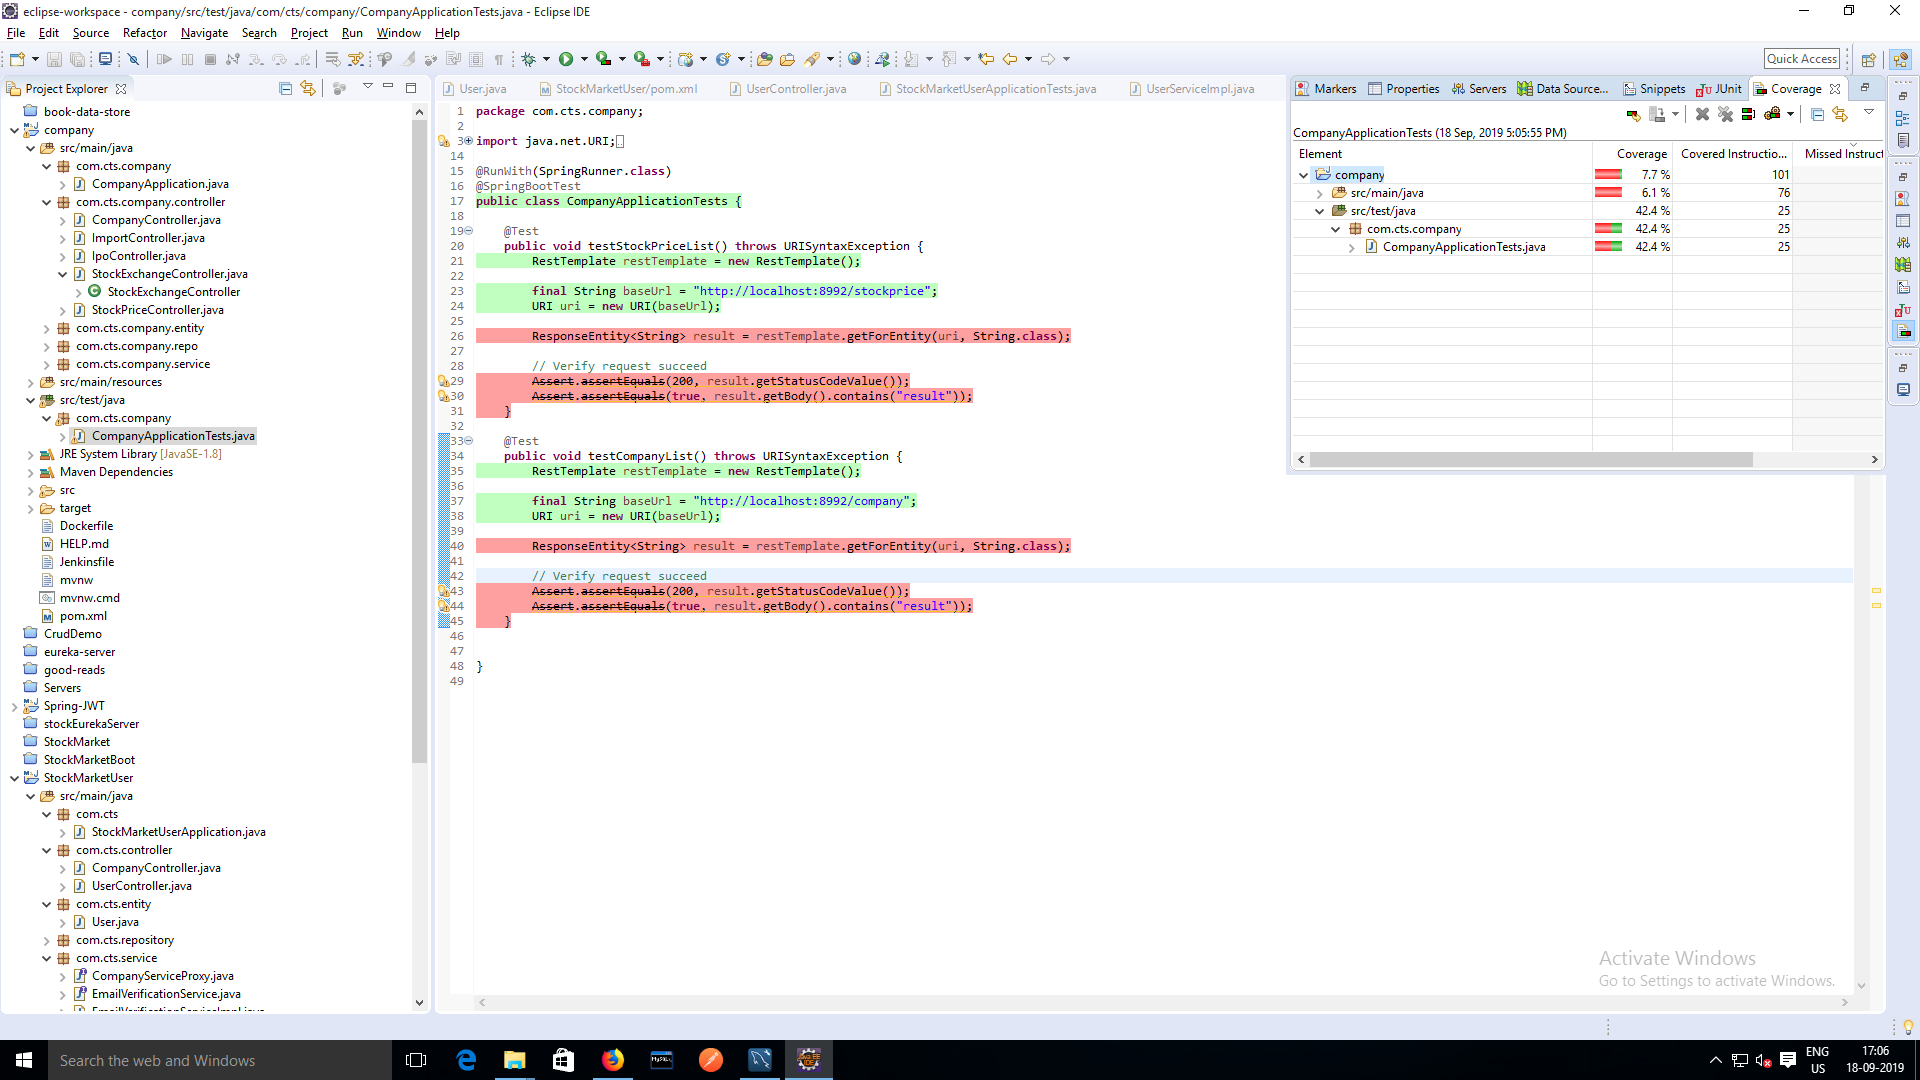 eclipse-workspace - company/src/test/java/com/cts/company/CompanyApplicationTests.java - Eclipse IDE
File Edit Source Refactor Navigate Search Project Run Window Help
Quick Access
Project Explorer
book-data-store
company
src/main/java
com.cts.company
CompanyApplication.java
com.cts.company.controller
CompanyController.java
ImportController.java
IpoController.java
StockExchangeController.java
StockExchangeController
StockPriceController.java
com.cts.company.entity
com.cts.company.repo
com.cts.company.service
src/main/resources
src/test/java
com.cts.company
CompanyApplicationTests.java
JRE System Library [JavaSE-1.8]
Maven Dependencies
src
target
Dockerfile
HELP.md
Jenkinsfile
mvnw
mvnw.cmd
pom.xml
CrudDemo
eureka-server
good-reads
Servers
Spring-JWT
stockEurekaServer
StockMarket
StockMarketBoot
StockMarketUser
src/main/java
com.cts
StockMarketUserApplication.java
com.cts.controller
CompanyController.java
UserController.java
com.cts.entity
User.java
com.cts.repository
com.cts.service
CompanyServiceProxy.java
EmailVerificationService.java
User.java StockMarketUser/pom.xml UserController.java StockMarketUserApplicationTests.java UserServiceImpl.java
1 package com.cts.company;
2
3 import java.net.URI;
14
15 @RunWith(SpringRunner.class)
16 @SpringBootTest
17 public class CompanyApplicationTests {
18
19 @Test
20 public void testStockPriceList() throws URISyntaxException {
21 RestTemplate restTemplate = new RestTemplate();
22
23 final String baseUrl = "http://localhost:8992/stockprice";
24 URI uri = new URI(baseUrl);
25
26 ResponseEntity<String> result = restTemplate.getForEntity(uri, String.class);
27
28 // Verify request succeed
29 Assert.assertEquals(200, result.getStatusCodeValue());
30 Assert.assertEquals(true, result.getBody().contains("result"));
31 }
32
33 @Test
34 public void testCompanyList() throws URISyntaxException {
35 RestTemplate restTemplate = new RestTemplate();
36
37 final String baseUrl = "http://localhost:8992/company";
38 URI uri = new URI(baseUrl);
39
40 ResponseEntity<String> result = restTemplate.getForEntity(uri, String.class);
41
42 // Verify request succeed
43 Assert.assertEquals(200, result.getStatusCodeValue());
44 Assert.assertEquals(true, result.getBody().contains("result"));
45 }
46
47
48 }
49
Markers Properties Servers Data Source... Snippets JUnit Coverage
CompanyApplicationTests (18 Sep, 2019 5:05:55 PM)
Element Coverage Covered Instructio... Missed Instruct
company 7.7 % 101
src/main/java 6.1 % 76
src/test/java 42.4 % 25
com.cts.company 42.4 % 25
CompanyApplicationTests.java 42.4 % 25
Activate Windows
Go to Settings to activate Windows.
Search the web and Windows
ENG
US
17:06
18-09-2019